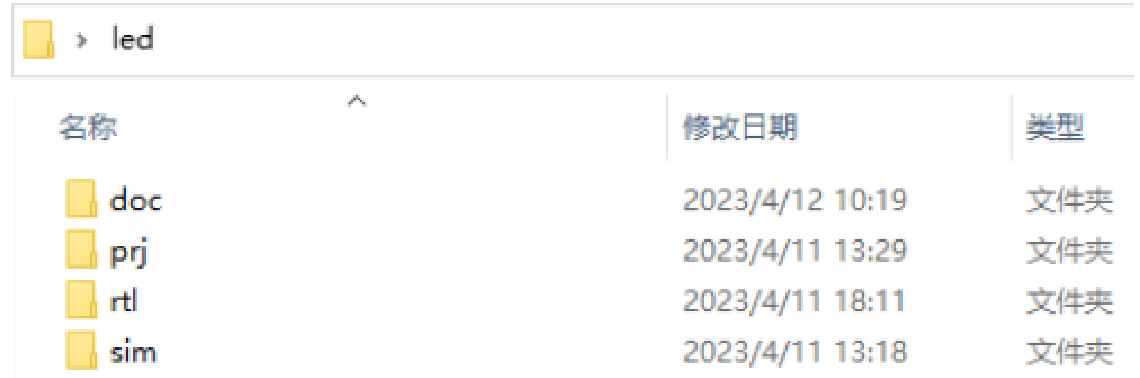 › led
名称 修改日期 类型
doc 2023/4/12 10:19 文件夹
prj 2023/4/11 13:29 文件夹
rtl 2023/4/11 18:11 文件夹
sim 2023/4/11 13:18 文件夹